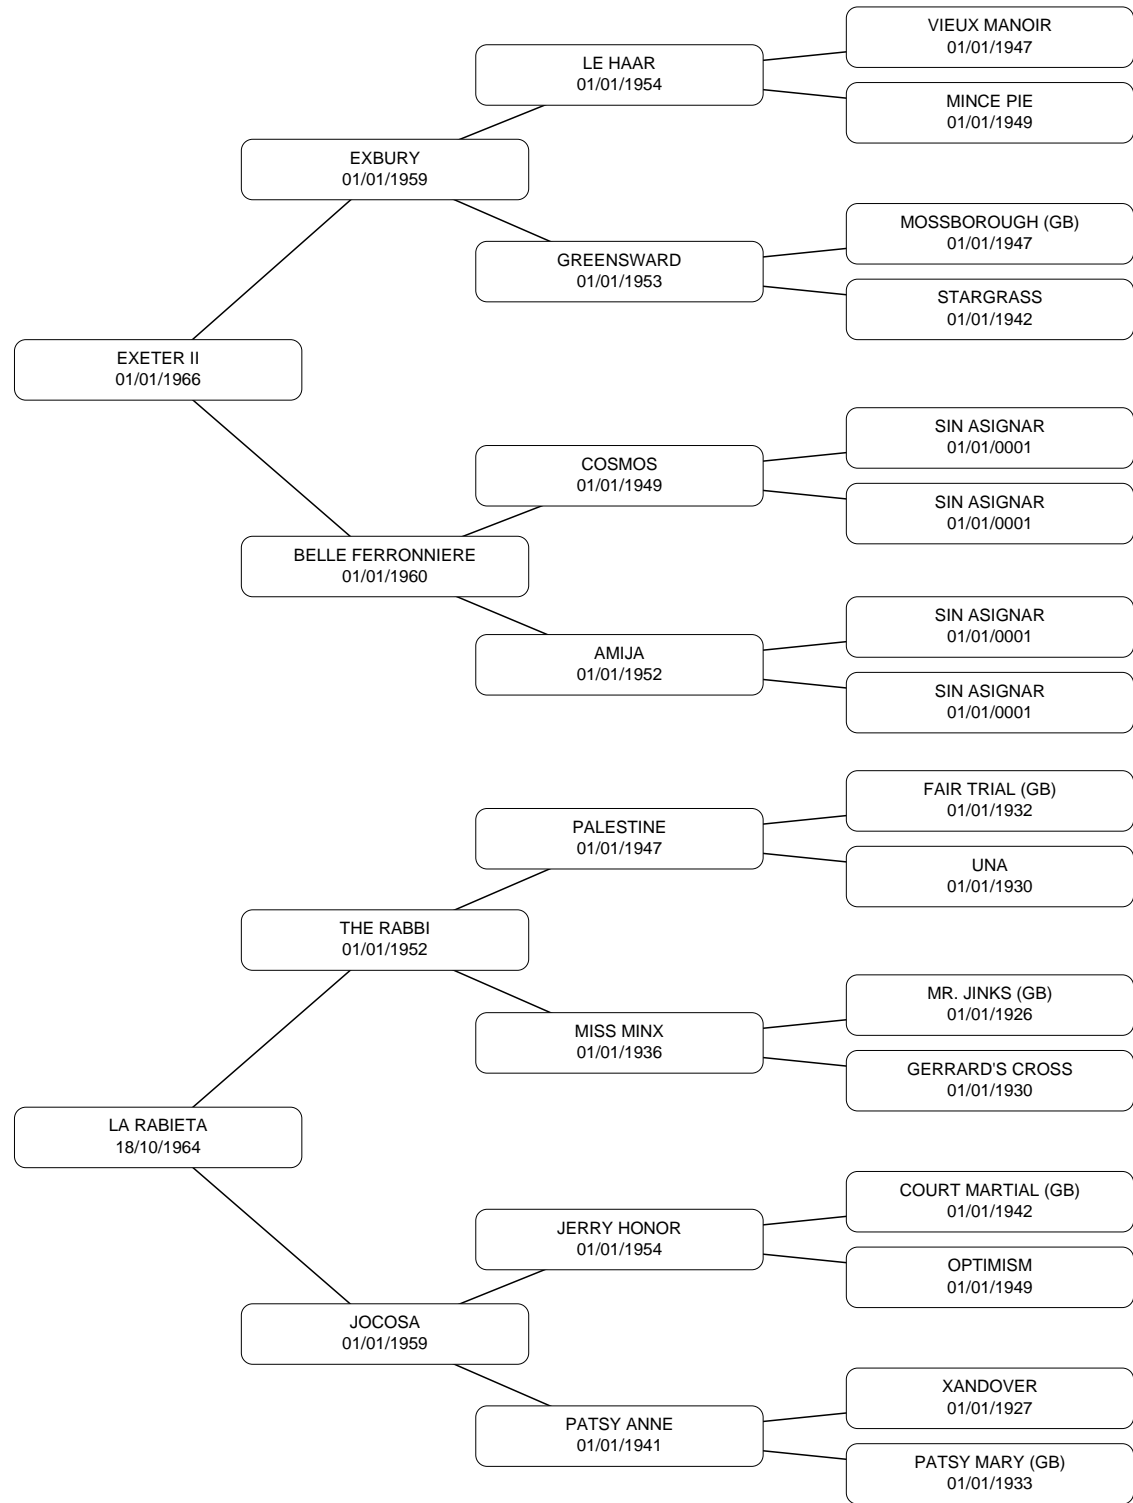 VIEUX MANOIR
01/01/1947
LE HAAR
01/01/1954
MINCE PIE
01/01/1949
EXBURY
01/01/1959
MOSSBOROUGH (GB)
01/01/1947
GREENSWARD
01/01/1953
STARGRASS
01/01/1942
EXETER II
01/01/1966
SIN ASIGNAR
01/01/0001
COSMOS
01/01/1949
SIN ASIGNAR
01/01/0001
BELLE FERRONNIERE
01/01/1960
SIN ASIGNAR
01/01/0001
AMIJA
01/01/1952
SIN ASIGNAR
01/01/0001
FAIR TRIAL (GB)
01/01/1932
PALESTINE
01/01/1947
UNA
01/01/1930
THE RABBI
01/01/1952
MR. JINKS (GB)
01/01/1926
MISS MINX
01/01/1936
GERRARD'S CROSS
01/01/1930
LA RABIETA
18/10/1964
COURT MARTIAL (GB)
01/01/1942
JERRY HONOR
01/01/1954
OPTIMISM
01/01/1949
JOCOSA
01/01/1959
XANDOVER
01/01/1927
PATSY ANNE
01/01/1941
PATSY MARY (GB)
01/01/1933